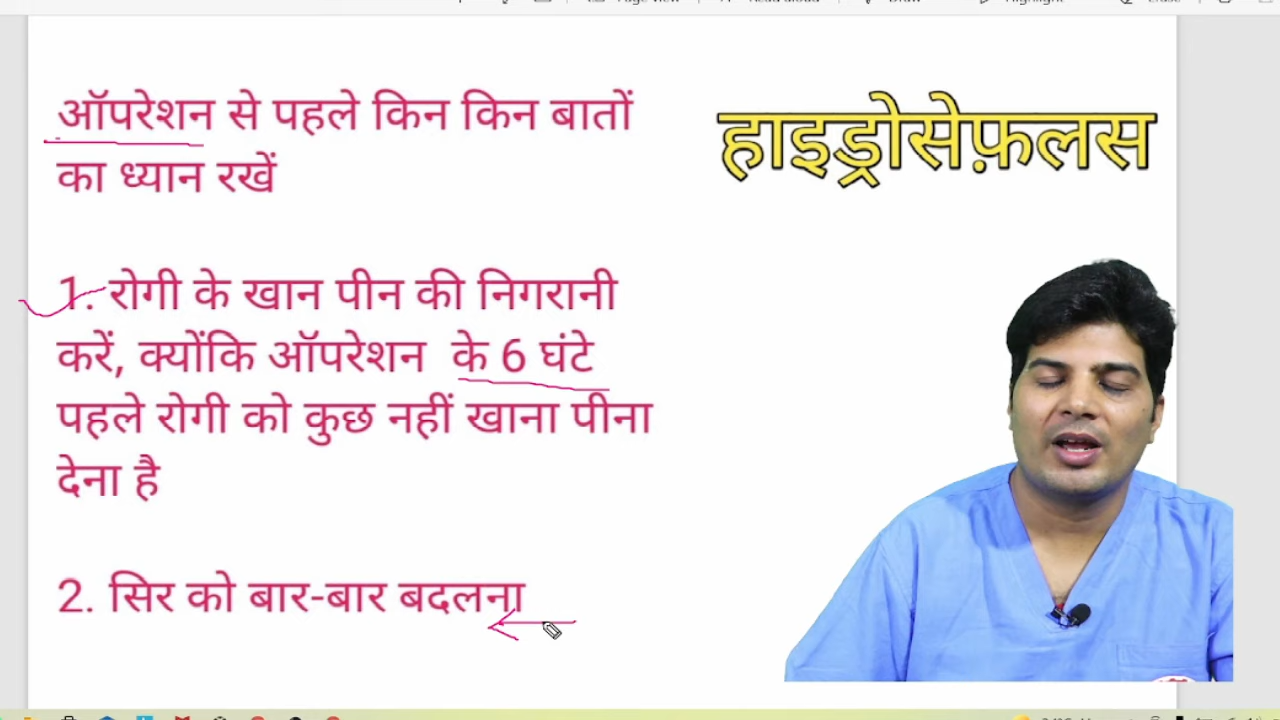 ऑपरेशन से पहले किन किन बातों
का ध्यान रखें
हाइड्रोसेफ़लस
1. रोगी के खान पीन की निगरानी
करें, क्योंकि ऑपरेशन के 6 घंटे
पहले रोगी को कुछ नहीं खाना पीना
देना है
2. सिर को बार-बार बदलना